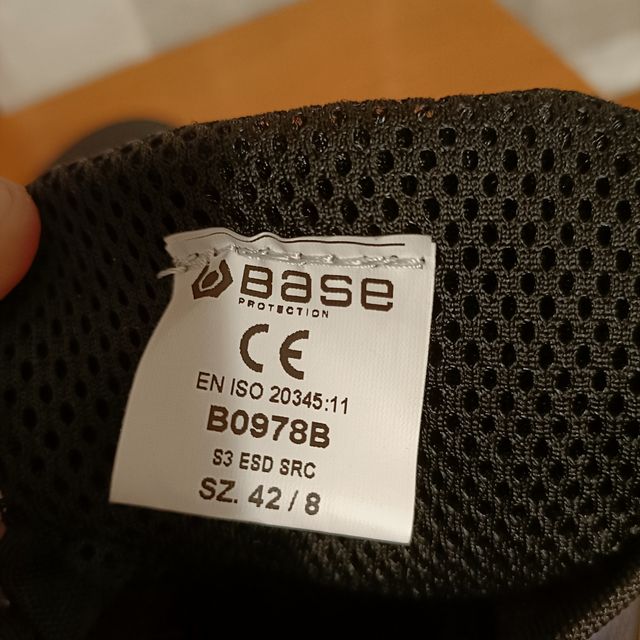 BASE
PROTECTION
CE
EN ISO 20345:11
B0978B
S3 ESD SRC
SZ. 42 / 8